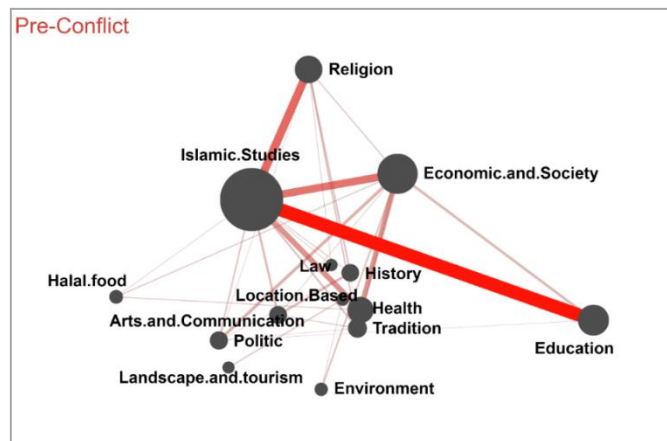 Pre-Conflict
Religion
Islamic.Studies
Economic.and.Society
Law
History
Halal.food
Location.Based
Health
Arts.and.Communication
Tradition
Politic
Education
Landscape.and.tourism
Environment